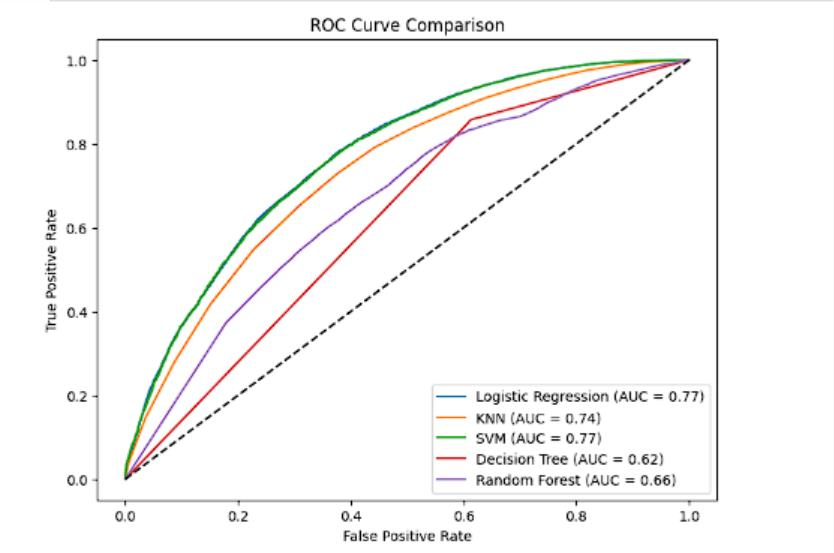 ROC Curve Comparison
1.0
0.8
0.6
0.4
0.2
0.0
True Positive Rate
Logistic Regression (AUC = 0.77)
KNN (AUC = 0.74)
SVM (AUC = 0.77)
Decision Tree (AUC = 0.62)
Random Forest (AUC = 0.66)
0.0 0.2 0.4 0.6 0.8 1.0
False Positive Rate